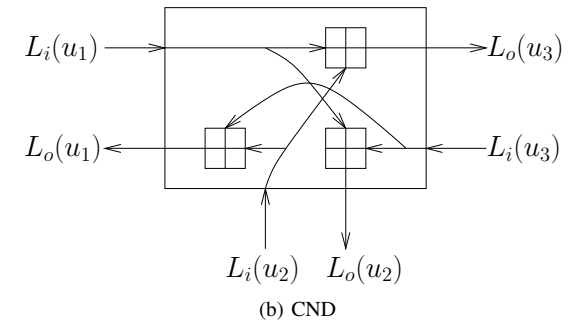 L_i(u_1) L_o(u_3)
L_o(u_1) L_i(u_3)
L_i(u_2) L_o(u_2)
(b) CND